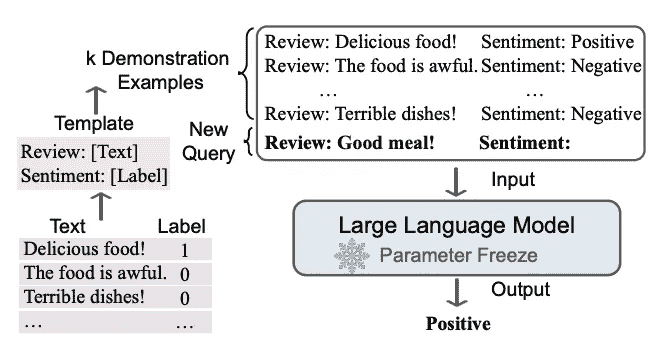 k Demonstration
Examples
Review: Delicious food! Sentiment: Positive
Review: The food is awful. Sentiment: Negative
... ...
Review: Terrible dishes! Sentiment: Negative
New
Query
Review: Good meal! Sentiment:
Template
Review: [Text]
Sentiment: [Label]
Text Label
Delicious food! 1
The food is awful. 0
Terrible dishes! 0
... ...
Input
Large Language Model
Parameter Freeze
Output
Positive